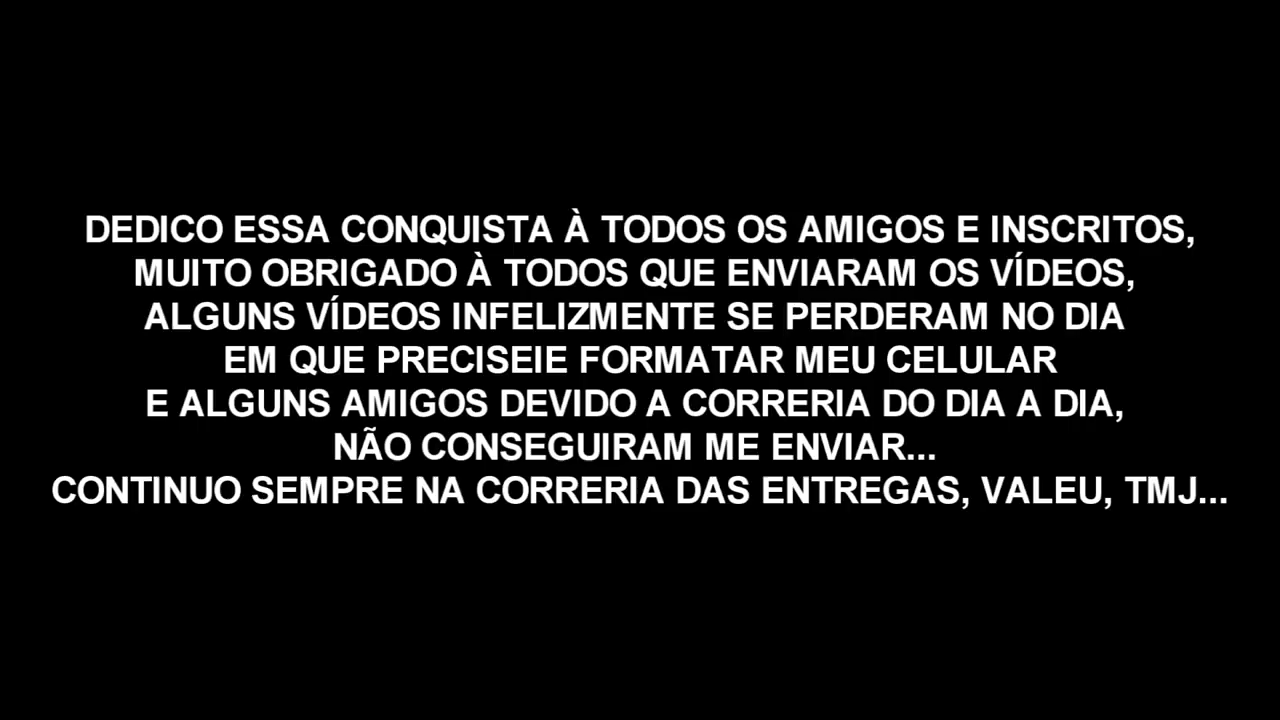 DEDICO ESSA CONQUISTA À TODOS OS AMIGOS E INSCRITOS,
MUITO OBRIGADO À TODOS QUE ENVIARAM OS VÍDEOS,
ALGUNS VÍDEOS INFELIZMENTE SE PERDERAM NO DIA
EM QUE PRECISEIE FORMATAR MEU CELULAR
E ALGUNS AMIGOS DEVIDO A CORRERIA DO DIA A DIA,
NÃO CONSEGUIRAM ME ENVIAR...
CONTINUO SEMPRE NA CORRERIA DAS ENTREGAS, VALEU, TMJ...